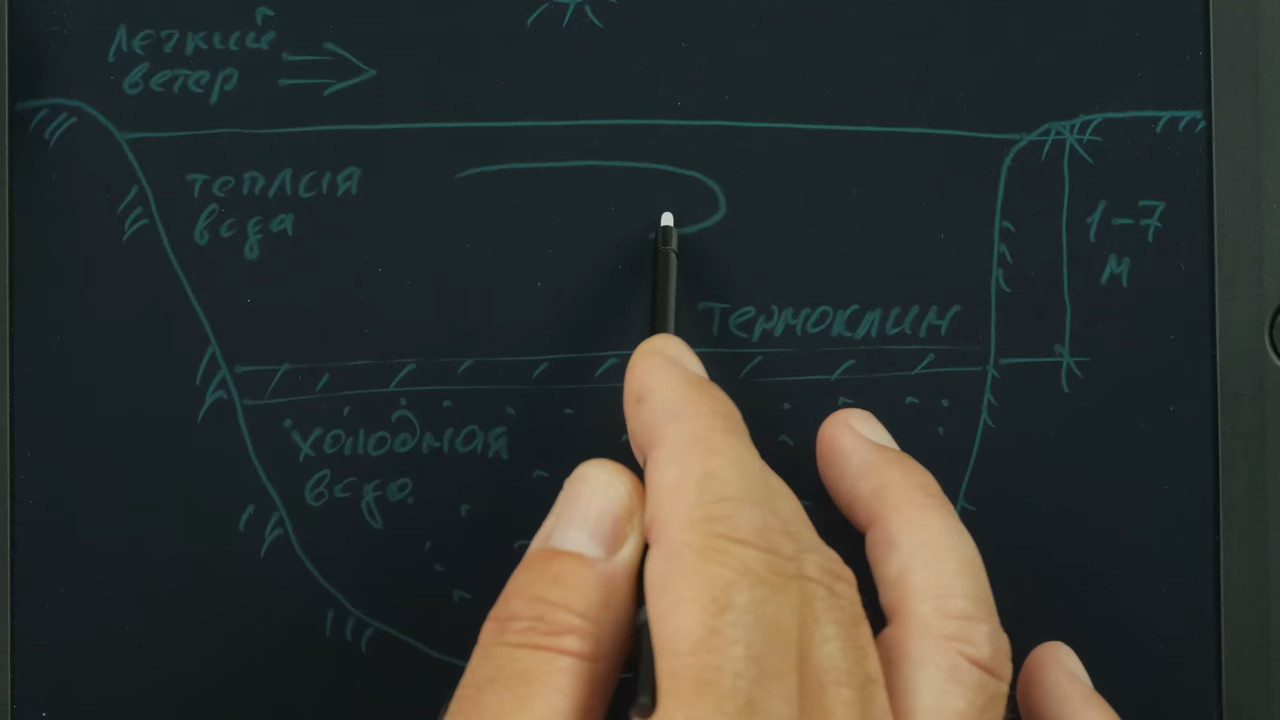 легкий
ветер
теплая
вода
1-7
м
термоклин
холодная
вода